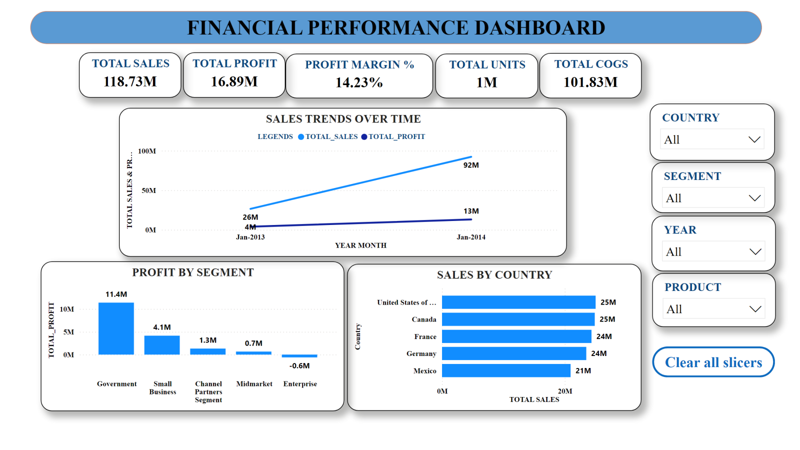 FINANCIAL PERFORMANCE DASHBOARD
TOTAL SALES
118.73M
TOTAL PROFIT
16.89M
PROFIT MARGIN %
14.23%
TOTAL UNITS
1M
TOTAL COGS
101.83M
SALES TRENDS OVER TIME
LEGENDS TOTAL_SALES TOTAL_PROFIT
TOTAL SALES & PR...
100M
50M
0M
26M
4M
92M
13M
Jan-2013
Jan-2014
YEAR MONTH
COUNTRY
All
SEGMENT
All
YEAR
All
PRODUCT
All
Clear all slicers
PROFIT BY SEGMENT
TOTAL_PROFIT
10M
5M
0M
11.4M
4.1M
1.3M
0.7M
-0.6M
Government
Small
Business
Channel
Partners
Segment
Midmarket
Enterprise
SALES BY COUNTRY
Country
United States of ...
25M
Canada
25M
France
24M
Germany
24M
Mexico
21M
0M
20M
TOTAL SALES